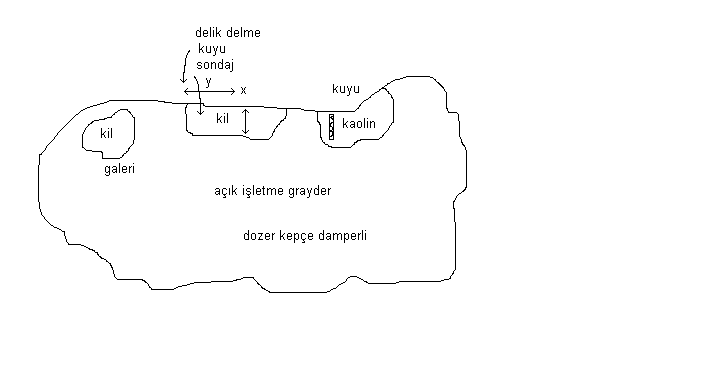 delik delme
kuyu
sondaj
y
x
kuyu
kil
kil
kaolin
galeri
açık işletme grayder
dozer kepçe damperli